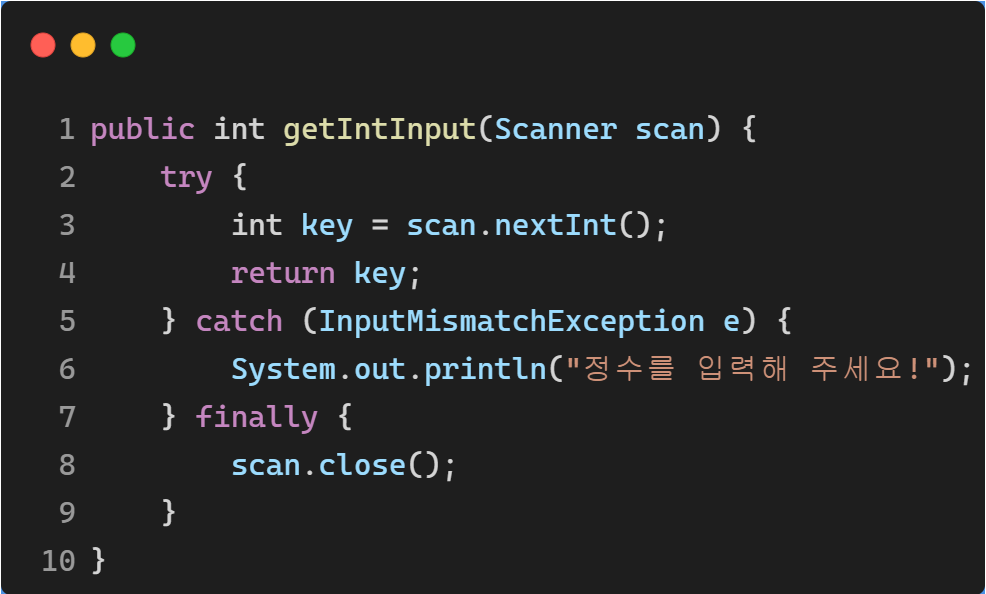 1 public int getIntInput(Scanner scan) {
2     try {
3         int key = scan.nextInt();
4         return key;
5     } catch (InputMismatchException e) {
6         System.out.println("정수를 입력해 주세요!");
7     } finally {
8         scan.close();
9     }
10 }